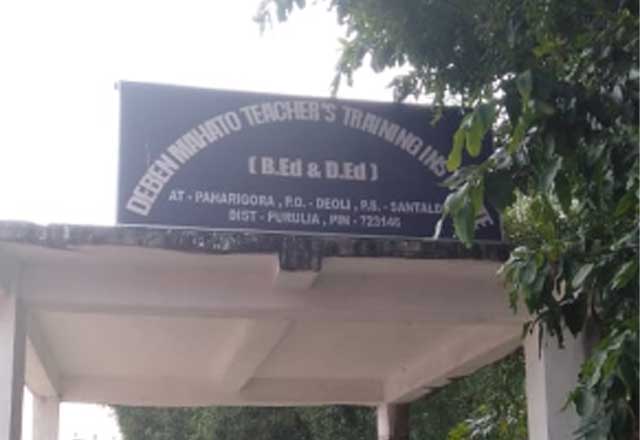 DEBEN MAHATO TEACHER'S TRAINING
( B.Ed & D.Ed )
AT - PAHARIGORA , P.O. - DEOLI , P.S. -
DIST - PURULIA , PIN - 723146